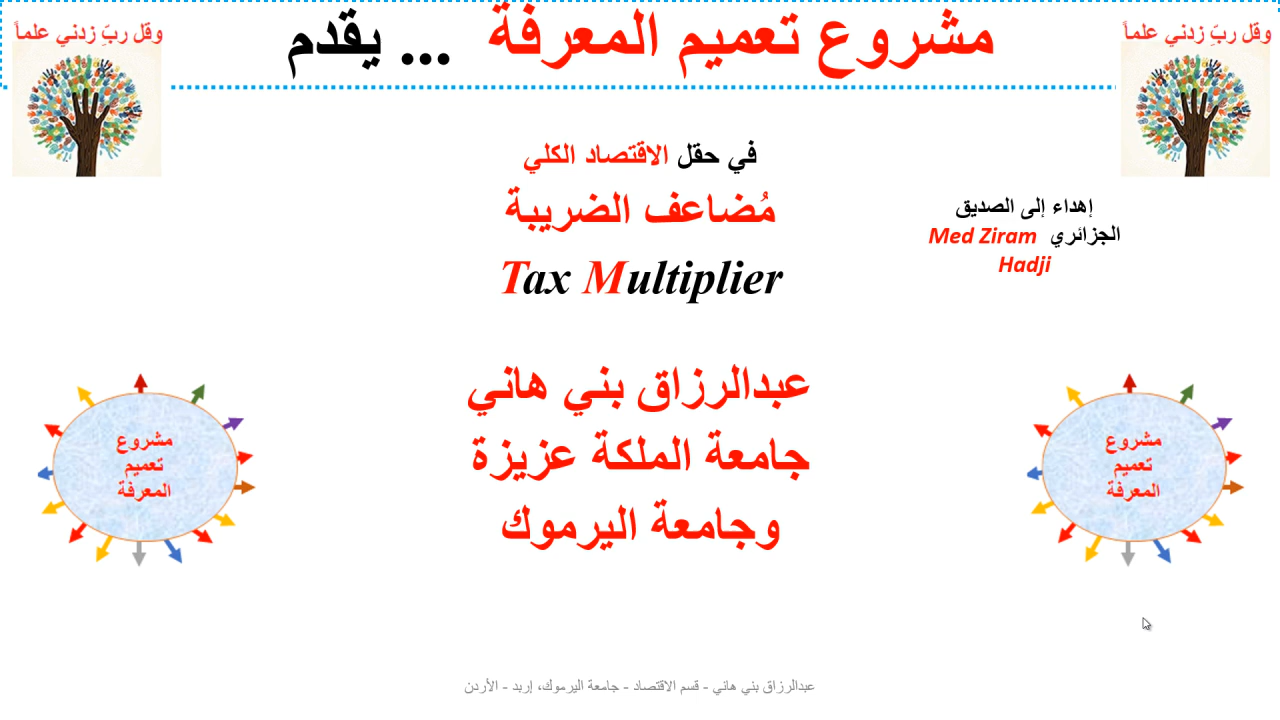 مشروع تعميم المعرفة ... يقدم
وقل ربِّ زدني علماً
وقل ربِّ زدني علماً
في حقل الاقتصاد الكلي
مُضاعف الضريبة
Tax Multiplier
إهداء إلى الصديق
الجزائري Med Ziram
Hadji
عبدالرزاق بني هاني
جامعة الملكة عزيزة
وجامعة اليرموك
مشروع
تعميم
المعرفة
مشروع
تعميم
المعرفة
عبدالرزاق بني هاني - قسم الاقتصاد - جامعة اليرموك، إربد - الأردن